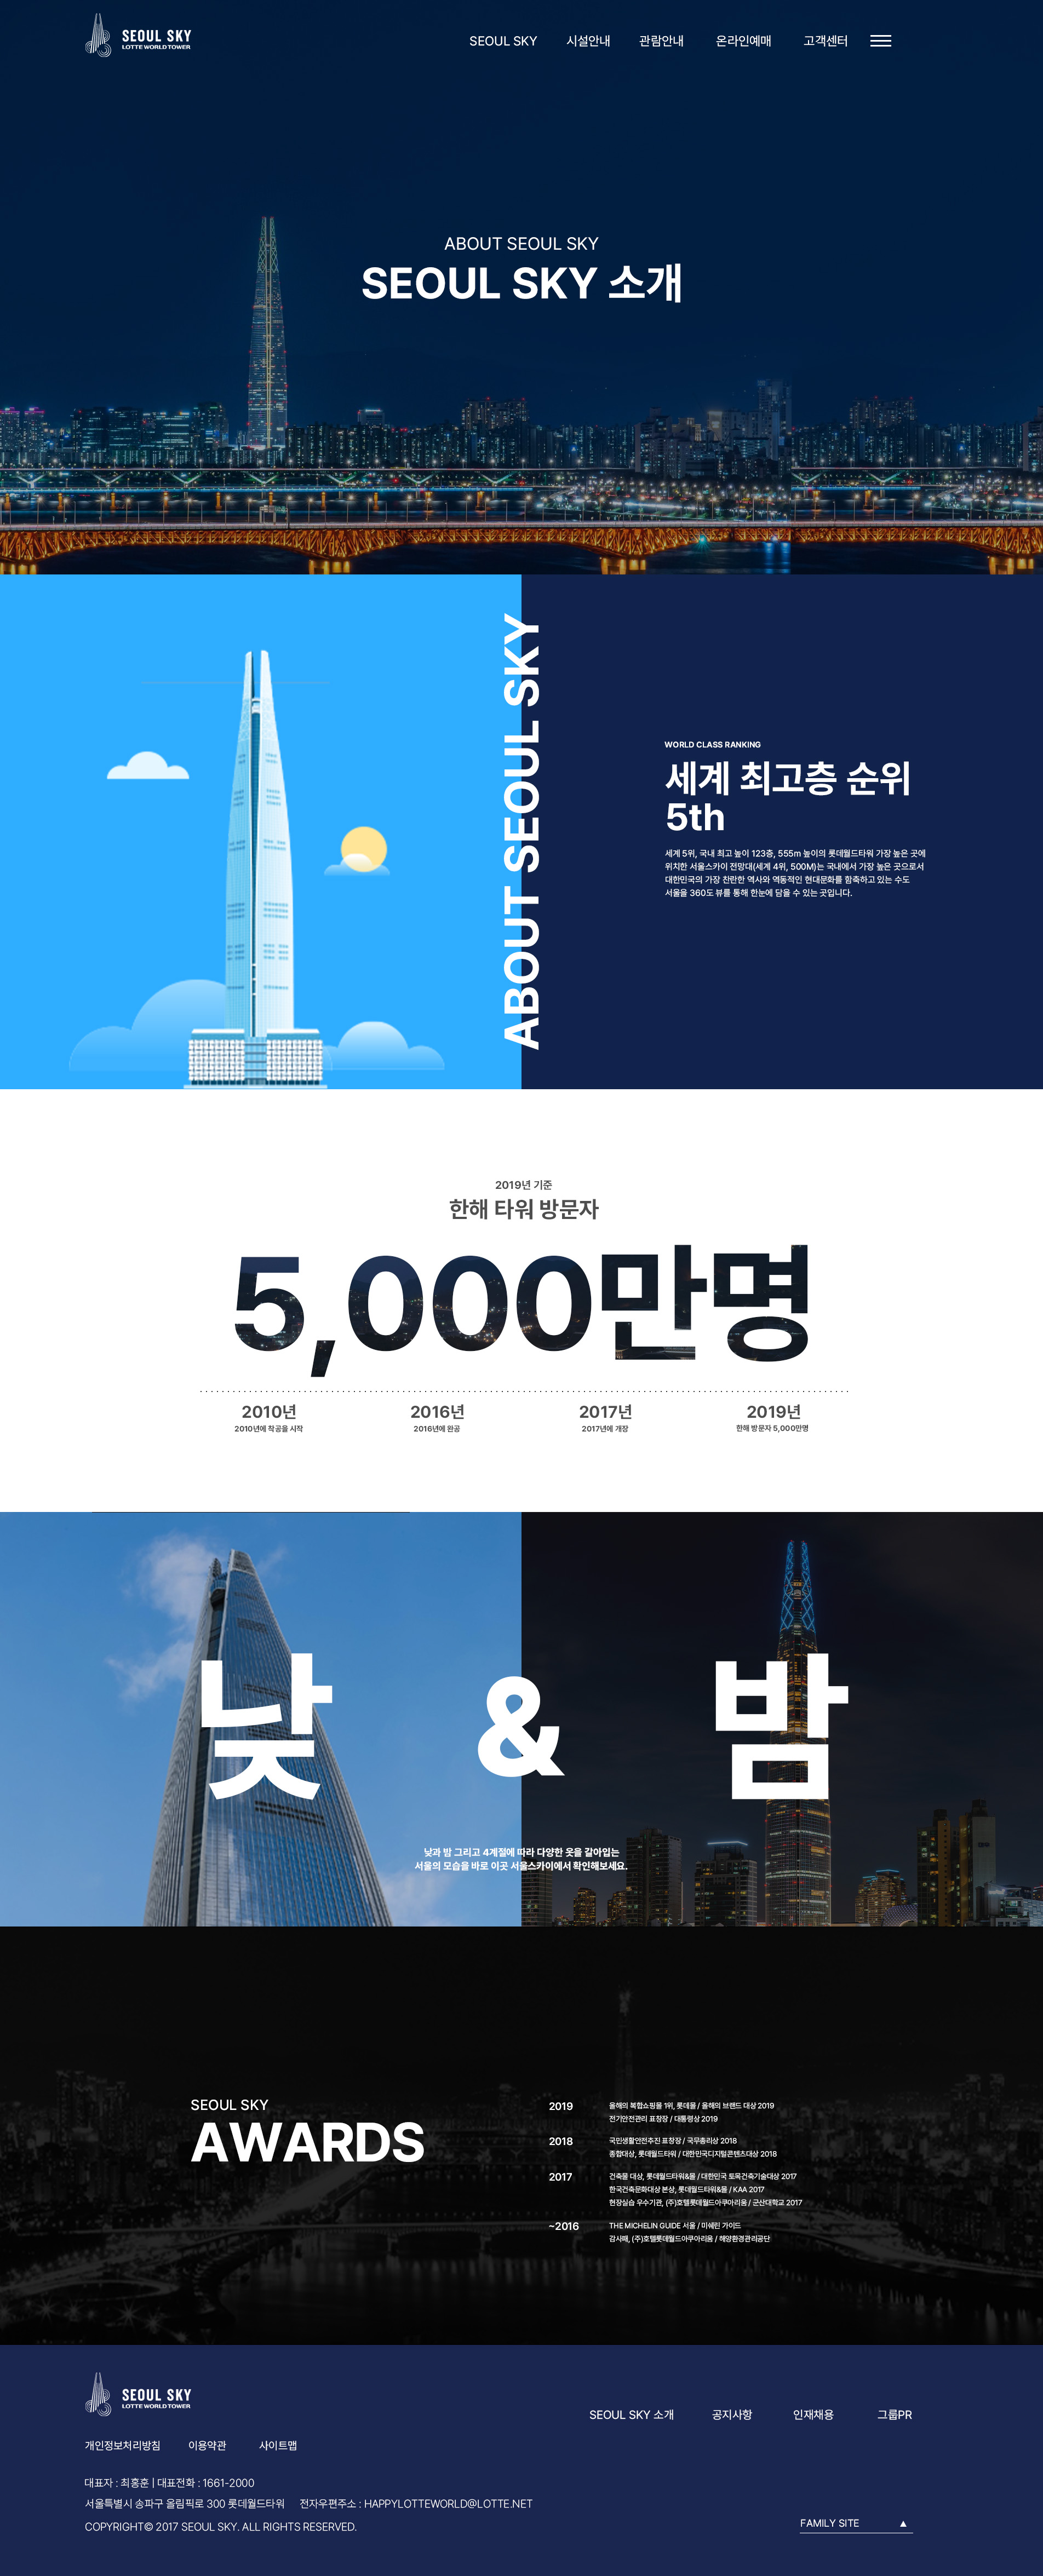 SEOUL SKY
LOTTE WORLD TOWER
SEOUL SKY 시설안내 관람안내 온라인예매 고객센터
ABOUT SEOUL SKY
SEOUL SKY 소개
ABOUT SEOUL SKY
WORLD CLASS RANKING
세계 최고층 순위
5th
세계 5위, 국내 최고 높이 123층, 555m 높이의 롯데월드타워 가장 높은 곳에
위치한 서울스카이 전망대(세계 4위, 500M)는 국내에서 가장 높은 곳으로서
대한민국의 가장 찬란한 역사와 역동적인 현대문화를 함축하고 있는 수도
서울을 360도 뷰를 통해 한눈에 담을 수 있는 곳입니다.
2019년 기준
한해 타워 방문자
5,000만명
2010년 2016년 2017년 2019년
2010년에 착공을 시작 2016년에 완공 2017년에 개장 한해 방문자 5,000만명
낮 & 밤
낮과 밤 그리고 4계절에 따라 다양한 옷을 갈아입는
서울의 모습을 바로 이곳 서울스카이에서 확인해보세요.
SEOUL SKY
AWARDS
2019 올해의 복합쇼핑몰 1위, 롯데몰 / 올해의 브랜드 대상 2019
전기안전관리 표창장 / 대통령상 2019
2018 국민생활안전추진 표창장 / 국무총리상 2018
종합대상, 롯데월드타워 / 대한민국디지털콘텐츠대상 2018
2017 건축물 대상, 롯데월드타워&몰 / 대한민국 토목건축기술대상 2017
한국건축문화대상 본상, 롯데월드타워&몰 / KAA 2017
현장실습 우수기관, (주)호텔롯데월드아쿠아리움 / 군산대학교 2017
~2016 THE MICHELIN GUIDE 서울 / 미쉐린 가이드
감사패, (주)호텔롯데월드아쿠아리움 / 해양환경관리공단
SEOUL SKY
LOTTE WORLD TOWER
SEOUL SKY 소개 공지사항 인재채용 그룹PR
개인정보처리방침 이용약관 사이트맵
대표자 : 최홍훈 | 대표전화 : 1661-2000
서울특별시 송파구 올림픽로 300 롯데월드타워 전자우편주소 : HAPPYLOTTEWORLD@LOTTE.NET
COPYRIGHT© 2017 SEOUL SKY. ALL RIGHTS RESERVED.
FAMILY SITE ▲